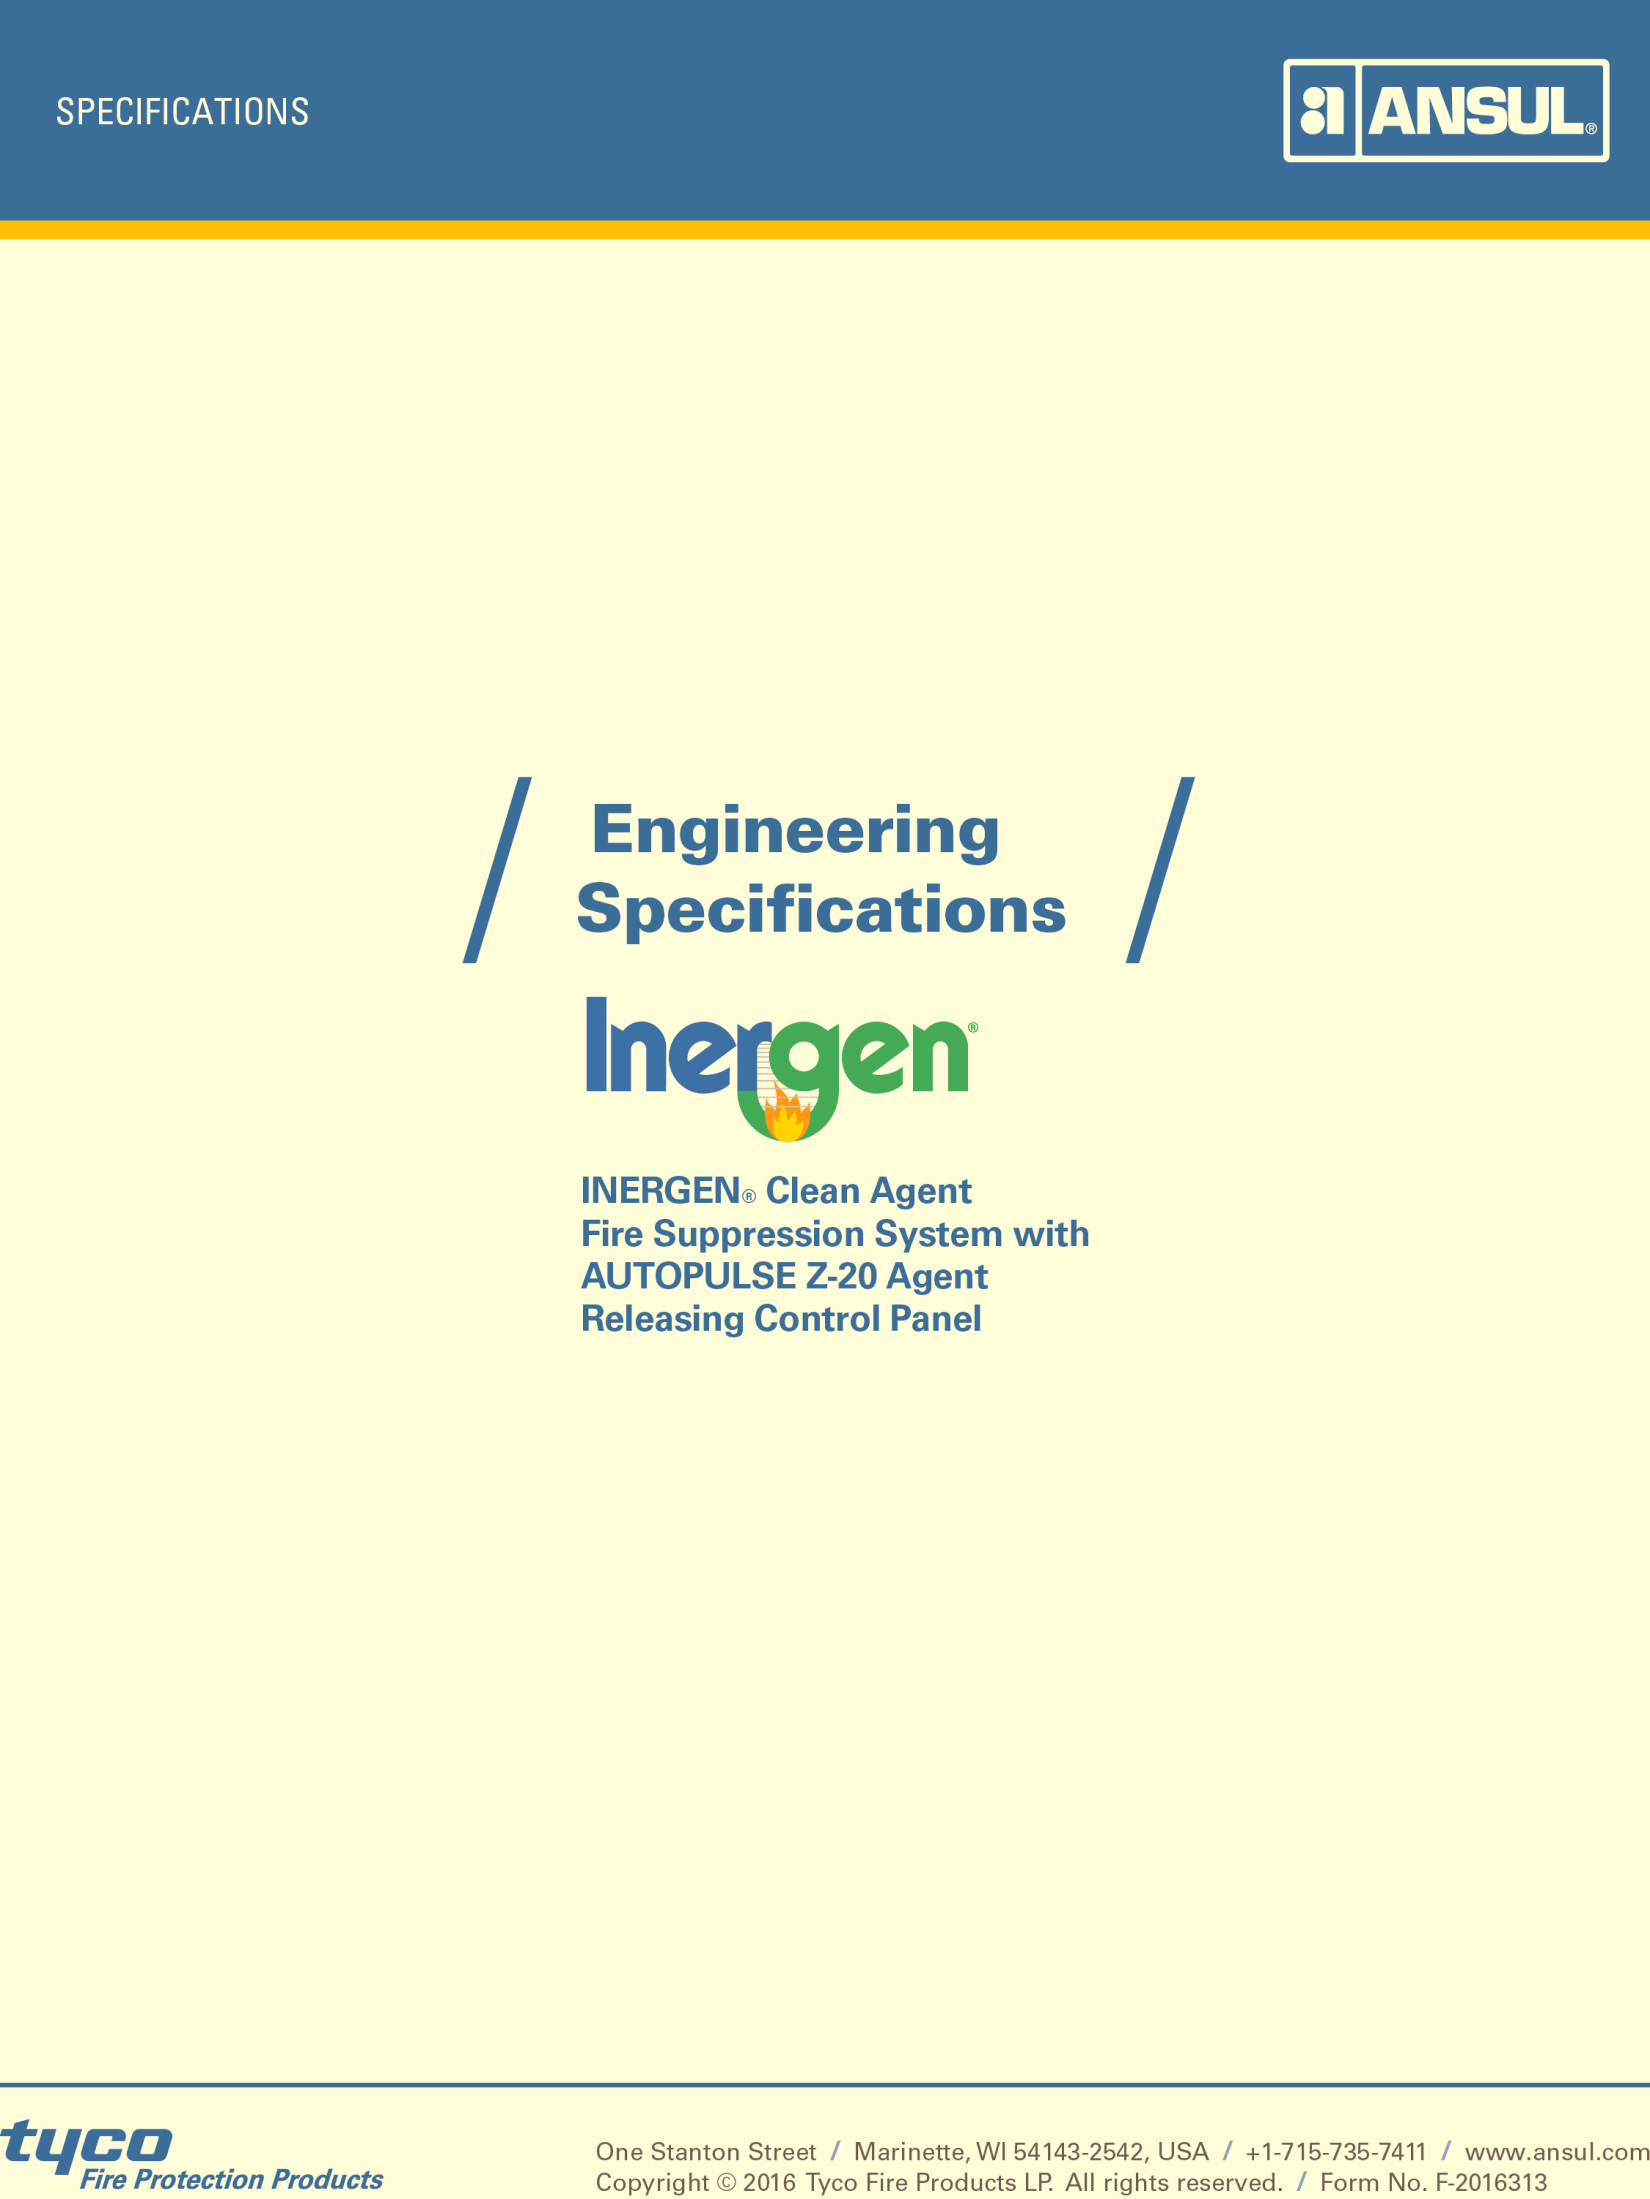 SPECIFICATIONS
ANSUL®
Engineering
Specifications
Inergen®
INERGEN® Clean Agent
Fire Suppression System with
AUTOPULSE Z-20 Agent
Releasing Control Panel
tyco
Fire Protection Products
One Stanton Street / Marinette, WI 54143-2542, USA / +1-715-735-7411 / www.ansul.com
Copyright © 2016 Tyco Fire Products LP. All rights reserved. / Form No. F-2016313